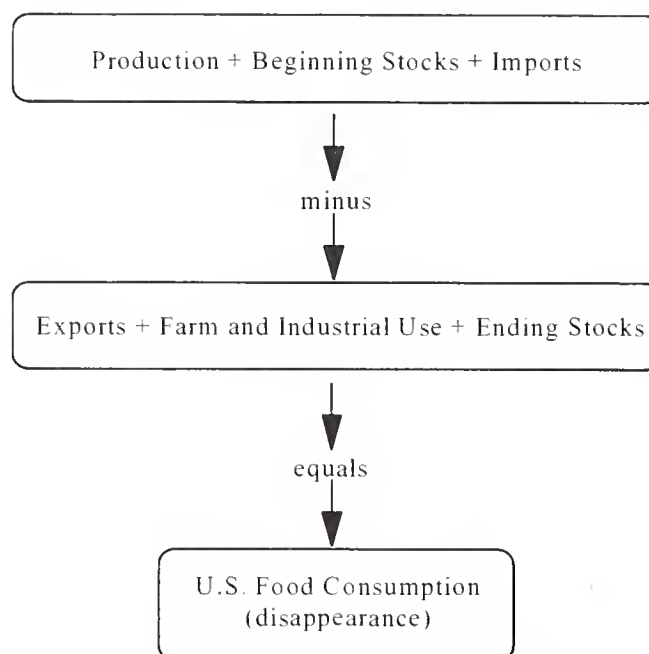 Production + Beginning Stocks + Imports
minus
Exports + Farm and Industrial Use + Ending Stocks
equals
U.S. Food Consumption
(disappearance)